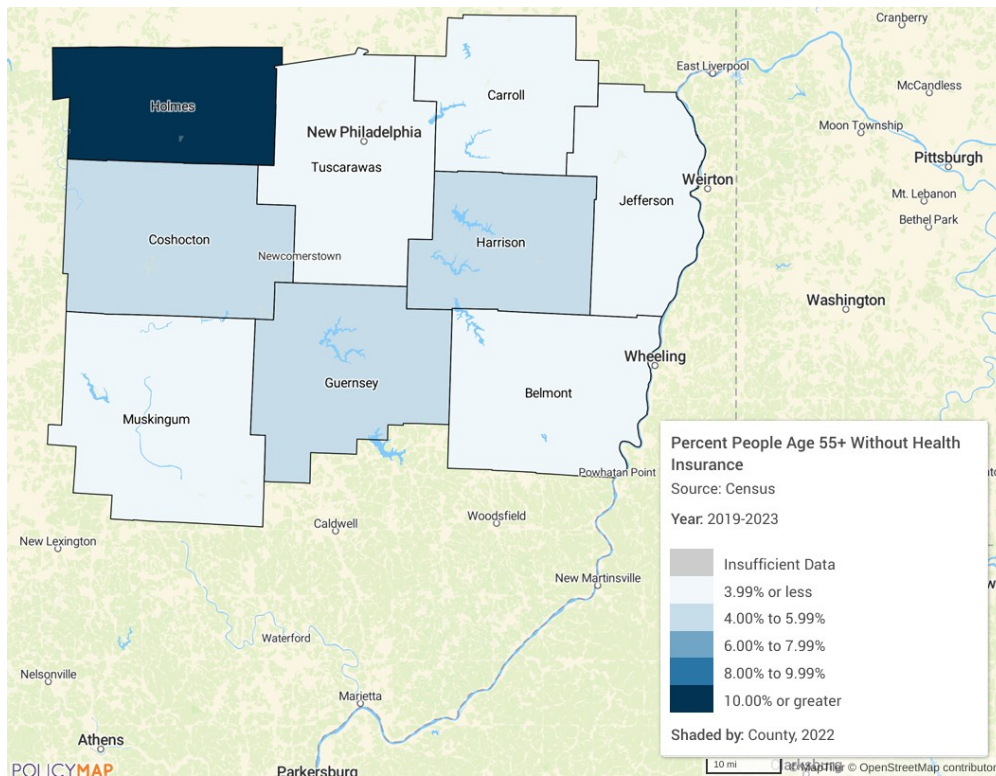 Cranberry
East Liverpool
McCandless
Carroll
Holmes
Moon Township
New Philadelphia
Pittsburgh
Tuscarawas
Weirton
Mt. Lebanon
Jefferson
Bethel Park
Coshocton
Harrison
Newcomerstown
Washington
Wheeling
Guernsey
Belmont
Muskingum
Powhatan Point
Caldwell
Woodsfield
New Lexington
New Martinsville
Waterford
Nelsonville
Marietta
Athens
Parkersburg
POLICYMAP
Percent People Age 55+ Without Health
Insurance
Source: Census
Year: 2019-2023
Insufficient Data
3.99% or less
4.00% to 5.99%
6.00% to 7.99%
8.00% to 9.99%
10.00% or greater
Shaded by: County, 2022
10 mi
© MapTiler © OpenStreetMap contributor